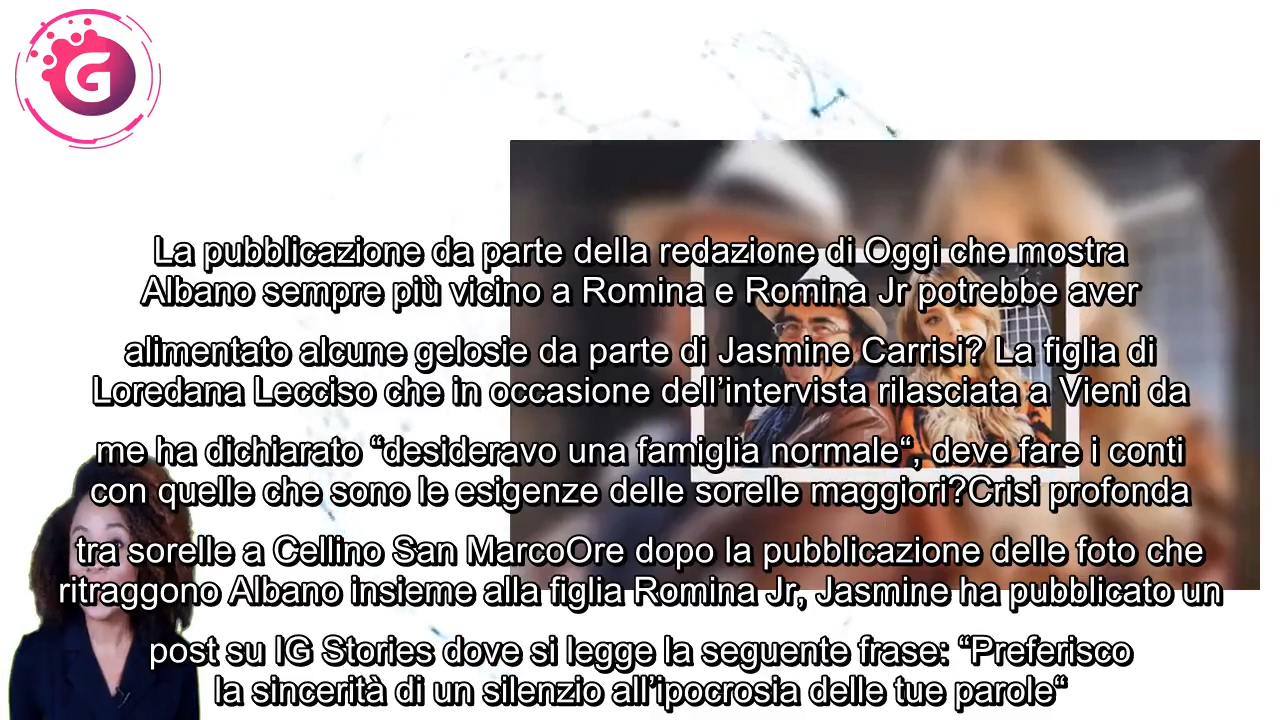 G
La pubblicazione da parte della redazione di Oggi che mostra
Albano sempre più vicino a Romina e Romina Jr potrebbe aver
alimentato alcune gelosie da parte di Jasmine Carrisi? La figlia di
Loredana Lecciso che in occasione dell’intervista rilasciata a Vieni da
me ha dichiarato “desideravo una famiglia normale“, deve fare i conti
con quelle che sono le esigenze delle sorelle maggiori?Crisi profonda
tra sorelle a Cellino San MarcoOre dopo la pubblicazione delle foto che
ritraggono Albano insieme alla figlia Romina Jr, Jasmine ha pubblicato un
post su IG Stories dove si legge la seguente frase: “Preferisco
la sincerità di un silenzio all’ipocrosia delle tue parole“